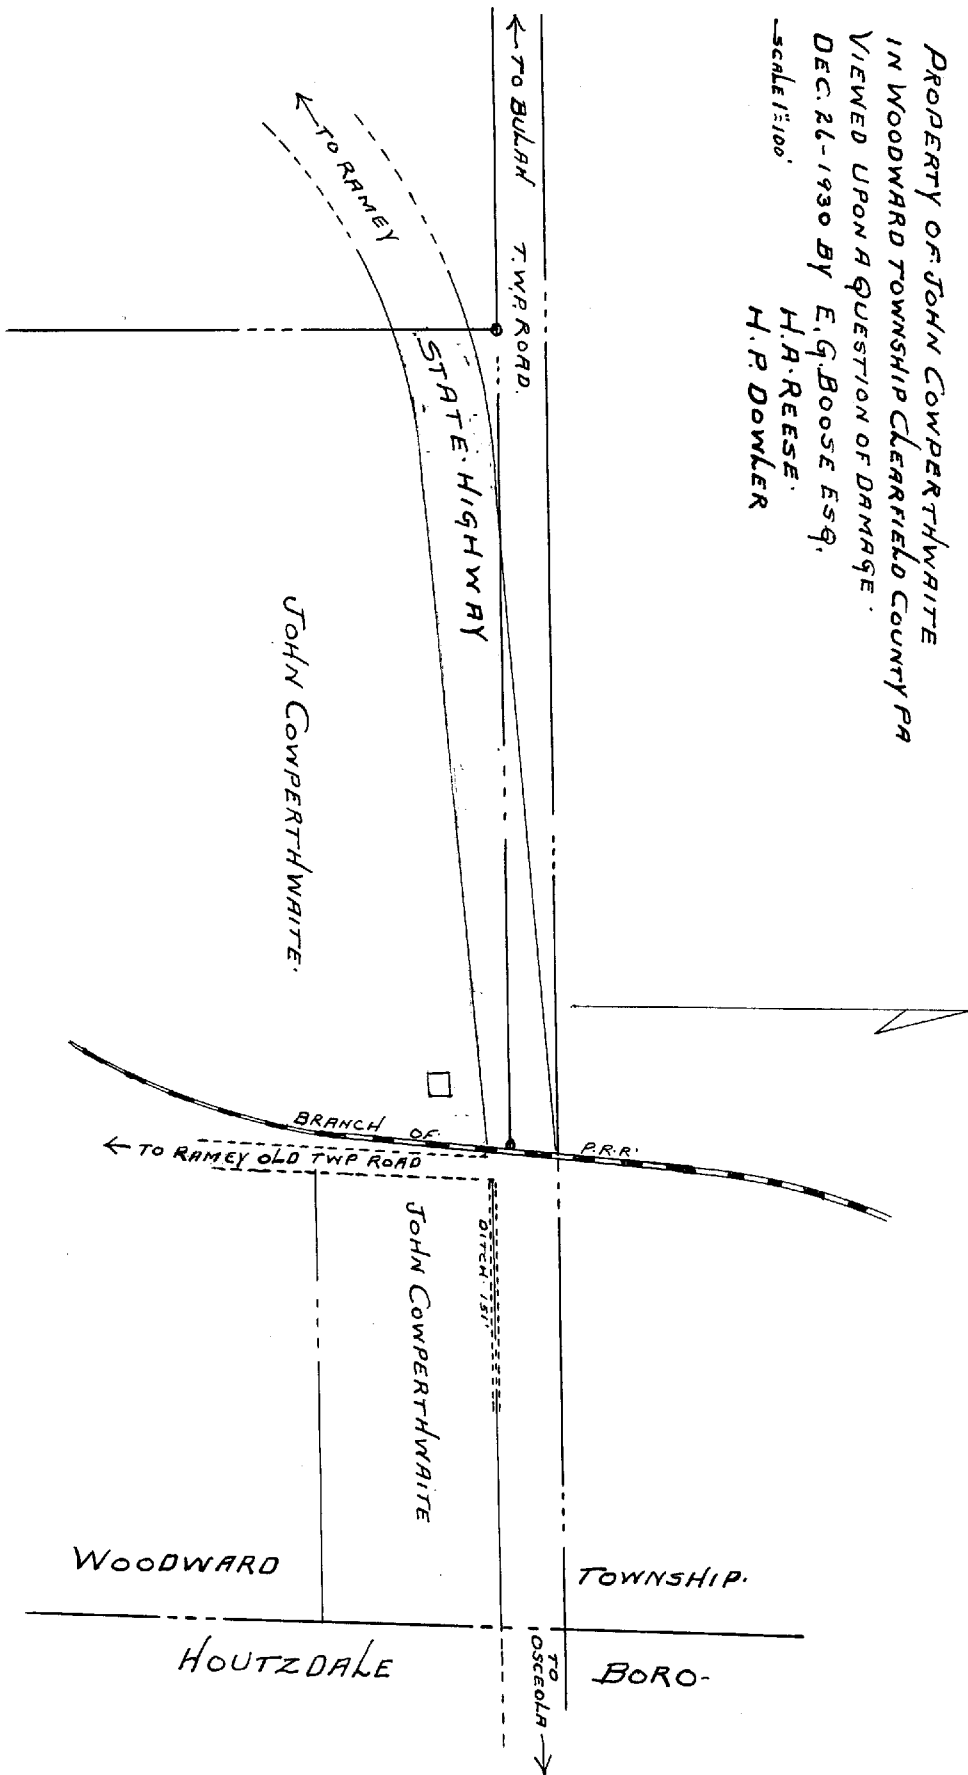 PROPERTY OF JOHN COWPERTHWAITE
IN WOODWARD TOWNSHIP CLEARFIELD COUNTY PA
VIEWED UPON A QUESTION OF DAMAGE.
DEC. 26-1930 BY E.G. BOOSE ESQ.
H.A. REESE.
H.P. DOWLER
SCALE 1"=100'
← TO BULAH T.W.P. ROAD.
← TO RAMEY
STATE HIGHWAY
JOHN COWPERTHWAITE.
BRANCH OF P.R.R.
← TO RAMEY OLD TWP ROAD
DITCH 151'
JOHN COWPERTHWAITE
WOODWARD TOWNSHIP.
HOUTZDALE BORO-
TO
OSCEOLA →